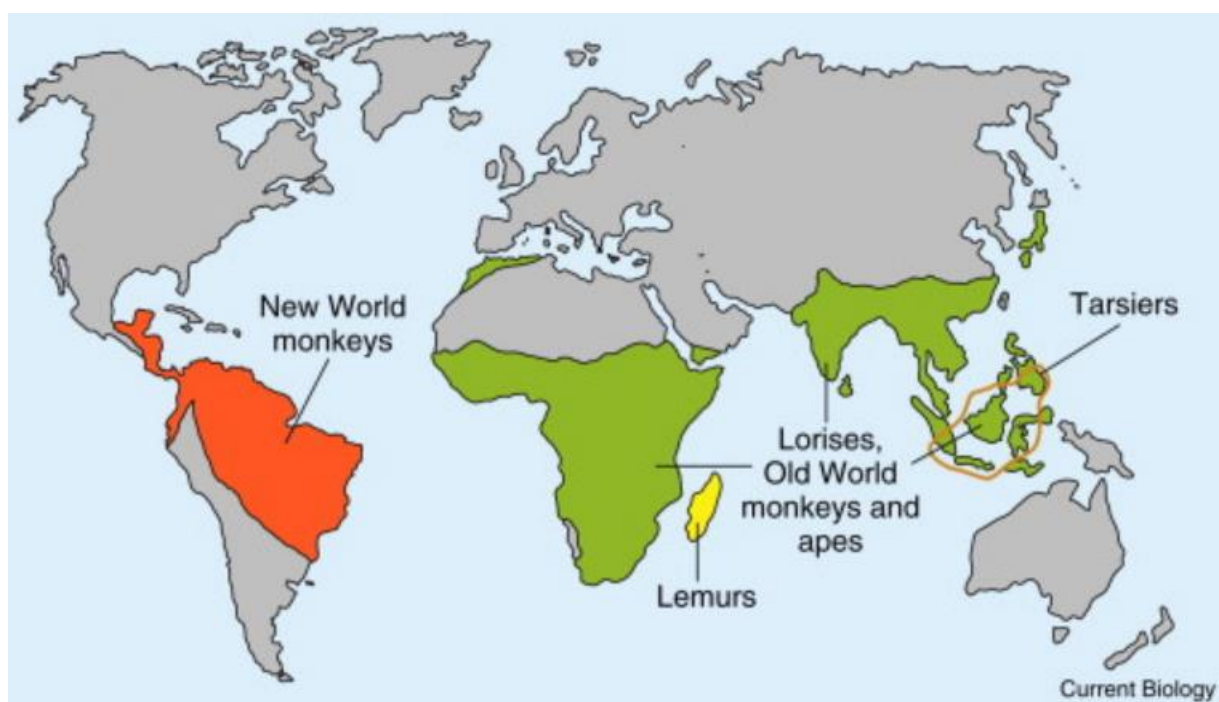 New World
monkeys
Tarsiers
Lorises,
Old World
monkeys and
apes
Lemurs
Current Biology